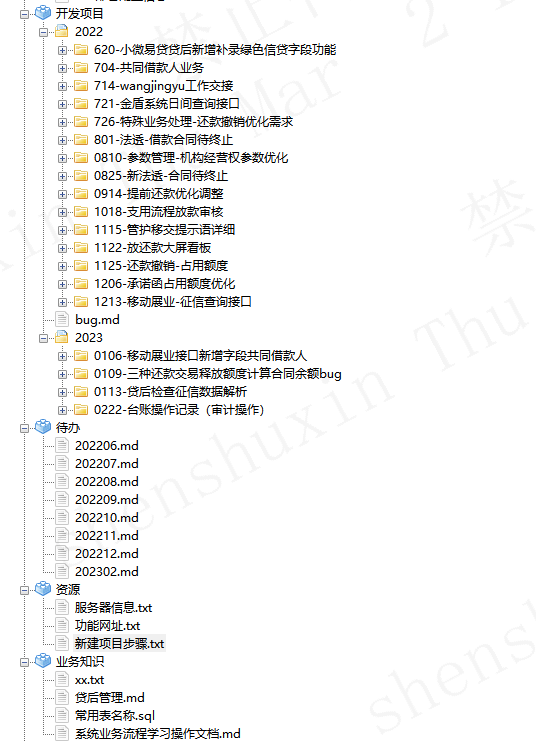 开发项目
2022
620-小微易贷贷后新增补录绿色信贷字段功能
704-共同借款人业务
714-wangjingyu工作交接
721-金盾系统日间查询接口
726-特殊业务处理-还款撤销优化需求
801-法透-借款合同待终止
0810-参数管理-机构经营权参数优化
0825-新法透-合同待终止
0914-提前还款优化调整
1018-支用流程放款审核
1115-管护移交提示语详细
1122-放还款大屏看板
1125-还款撤销-占用额度
1206-承诺函占用额度优化
1213-移动展业-征信查询接口
bug.md
2023
0106-移动展业接口新增字段共同借款人
0109-三种还款交易释放额度计算合同余额bug
0113-贷后检查征信数据解析
0222-台账操作记录（审计操作）
待办
202206.md
202207.md
202208.md
202209.md
202210.md
202211.md
202212.md
202302.md
资源
服务器信息.txt
功能网址.txt
新建项目步骤.txt
业务知识
xx.txt
贷后管理.md
常用表名称.sql
系统业务流程学习操作文档.md